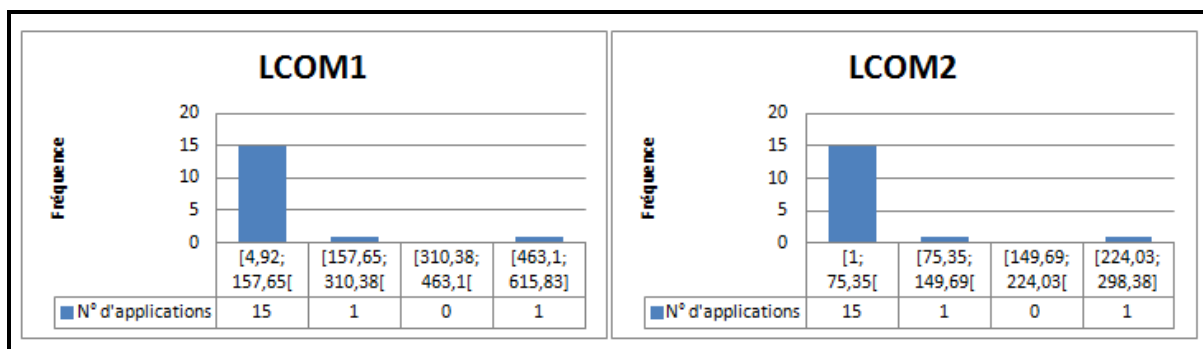 LCOM1
Fréquence
20
15
10
5
0
[4,92; [157,65; [310,38; [463,1;
157,65[ 310,38[ 463,1[ 615,83]
N° d'applications 15 1 0 1
LCOM2
Fréquence
20
15
10
5
0
[1; [75,35; [149,69; [224,03;
75,35[ 149,69[ 224,03[ 298,38]
N° d'applications 15 1 0 1